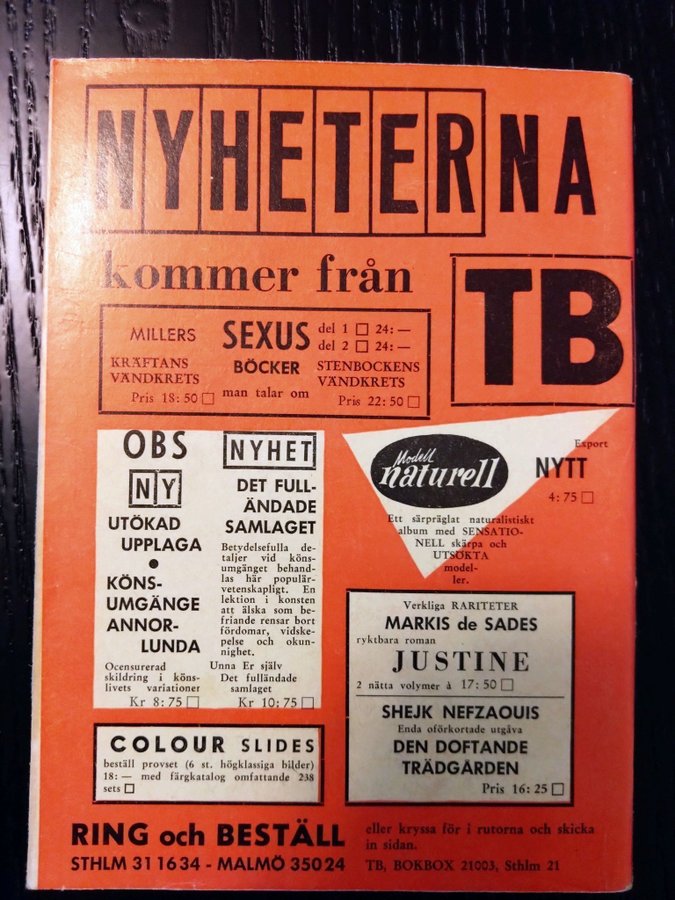 NYHETERNA
kommer från
TB
MILLERS SEXUS del 1 □ 24: —
del 2 □ 24: —
KRÄFTANS VÄNDKRETS
Pris 18: 50 □
BÖCKER
man talar om
STENBOCKENS VÄNDKRETS
Pris 22: 50 □
OBS
NY
UTÖKAD
UPPLAGA
●
KÖNS-
UMGÄNGE
ANNOR-
LUNDA
Ocensurerad
skildring i köns-
livets variationer
Kr 8: 75 □
NYHET
DET FULL-
ÄNDADE
SAMLAGET
Betydelsefulla de-
taljer vid köns-
umgänget behand-
las här populär-
vetenskapligt. En
lektion i konsten
att älska som be-
friande rensar bort
fördomar, vidske-
pelse och okun-
nighet.
Unna Er själv
Det fulländade
samlaget
Kr 10; 75 □
Modell
naturell
Export
NYTT
4: 75 □
Ett särpräglat naturalistiskt
album med SENSATIO-
NELL skärpa och
UTSÖKTA
model-
ler.
Verkliga RARITETER
MARKIS de SADES
ryktbara roman
JUSTINE
2 nätta volymer à 17: 50 □
SHEJK NEFZAOUIS
Enda oförkortade utgåva
DEN DOFTANDE
TRÄDGÅRDEN
Pris 16: 25 □
COLOUR SLIDES
beställ provset (6 st. högklassiga bilder)
18: — med färgkatalog omfattande 238
sets □
RING och BESTÄLL
STHLM 31 16 34 - MALMÖ 350 24
eller kryssa för i rutorna och skicka
in sidan.
TB, BOKBOX 21003, Sthlm 21